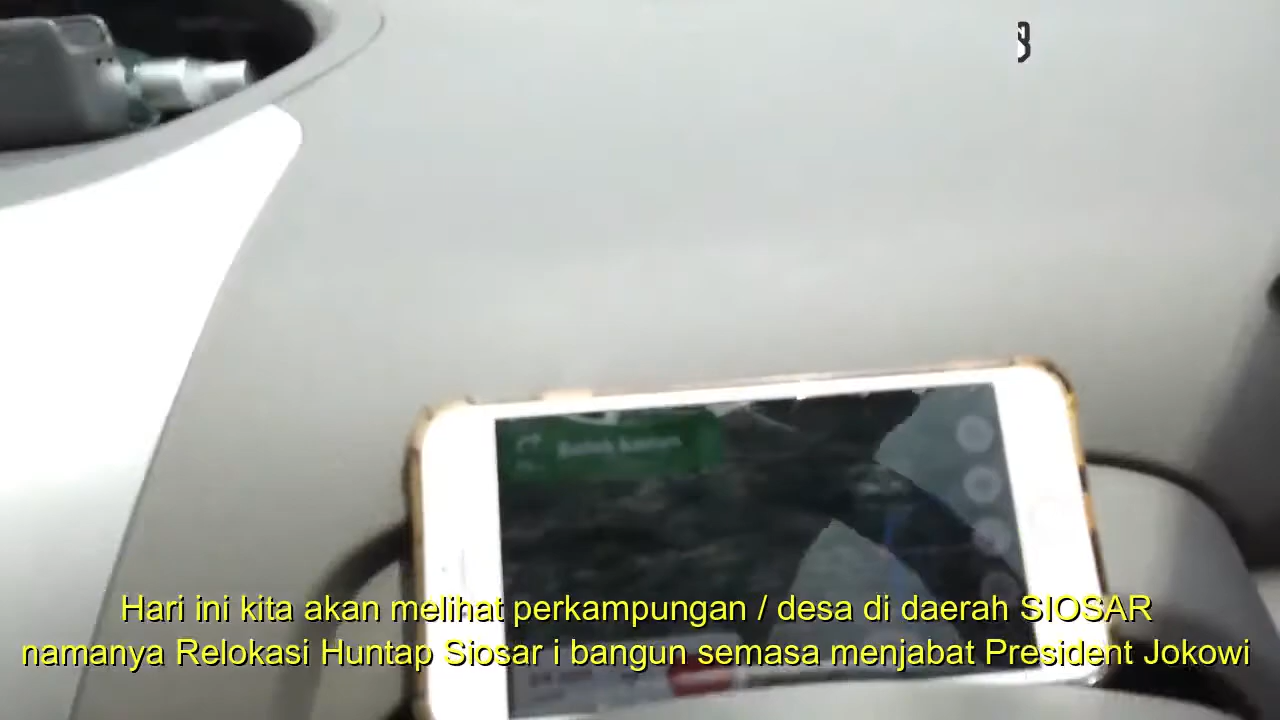 Hari ini kita akan melihat perkampungan / desa di daerah SIOSAR
namanya Relokasi Huntap Siosar i bangun semasa menjabat President Jokowi